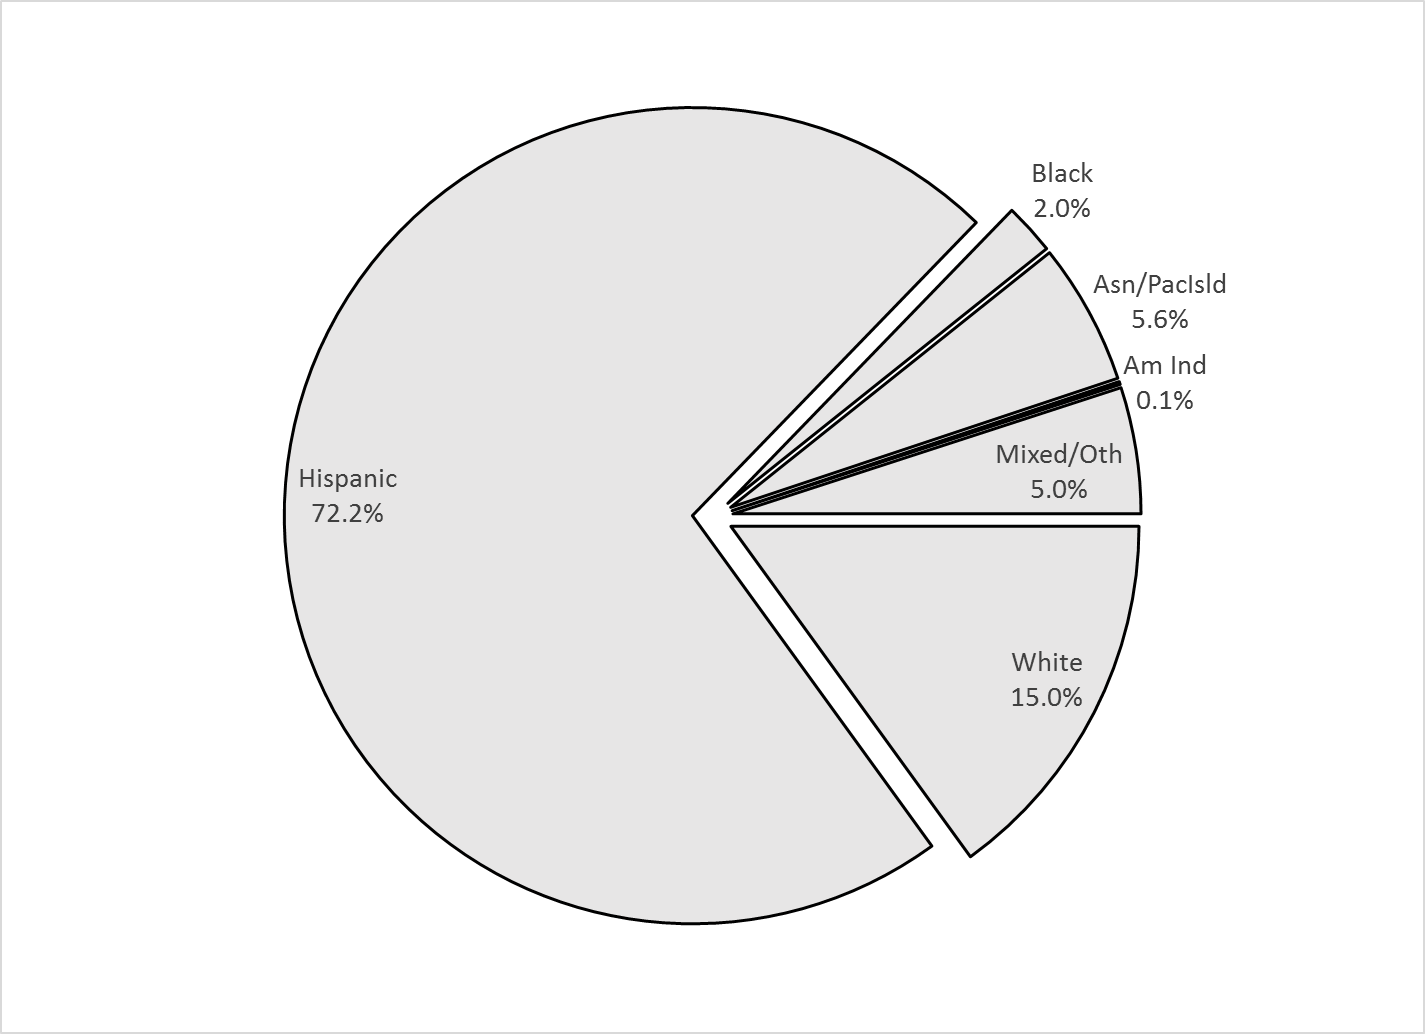 Black
2.0%
Asn/PacIsld
5.6%
Am Ind
0.1%
Mixed/Oth
5.0%
Hispanic
72.2%
White
15.0%